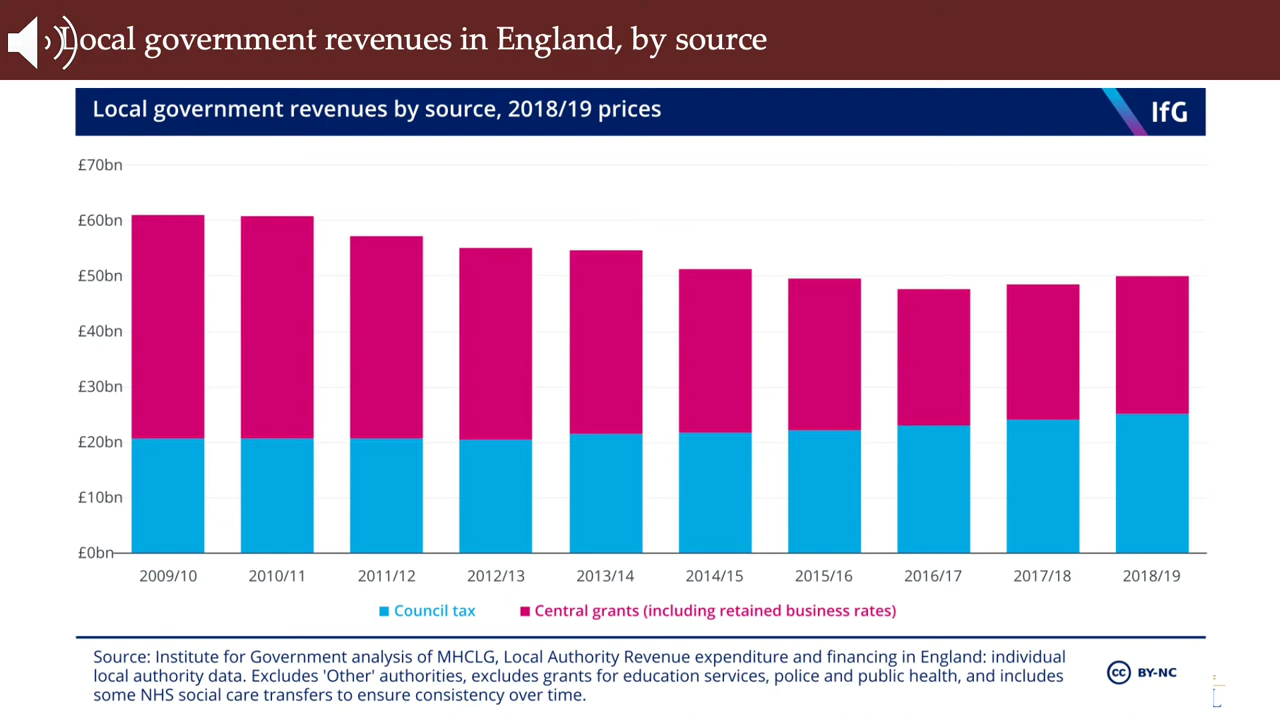 Local government revenues in England, by source
Local government revenues by source, 2018/19 prices
IfG
£70bn
£60bn
£50bn
£40bn
£30bn
£20bn
£10bn
£0bn
2009/10 2010/11 2011/12 2012/13 2013/14 2014/15 2015/16 2016/17 2017/18 2018/19
Council tax Central grants (including retained business rates)
Source: Institute for Government analysis of MHCLG, Local Authority Revenue expenditure and financing in England: individual
local authority data. Excludes 'Other' authorities, excludes grants for education services, police and public health, and includes
some NHS social care transfers to ensure consistency over time.
cc BY-NC